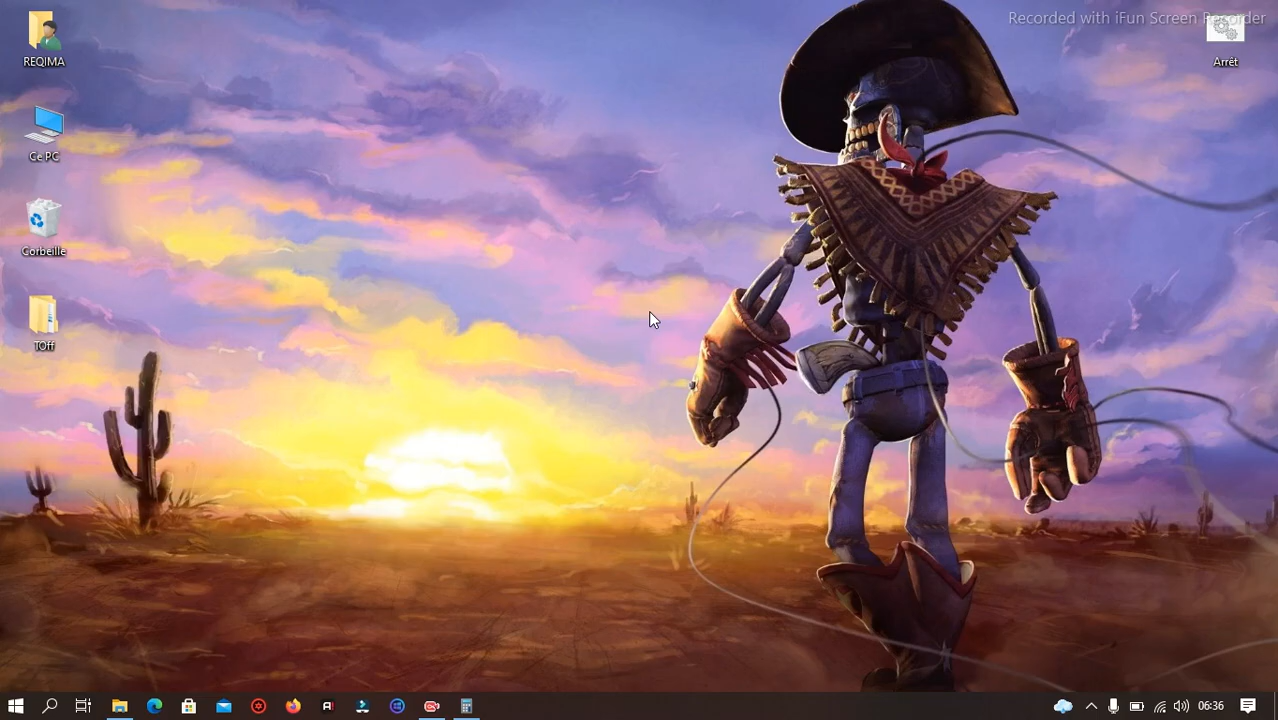 Recorded with iFun Screen Recorder
REQIMA
Arrêt
Ce PC
Corbeille
TOff
06:36